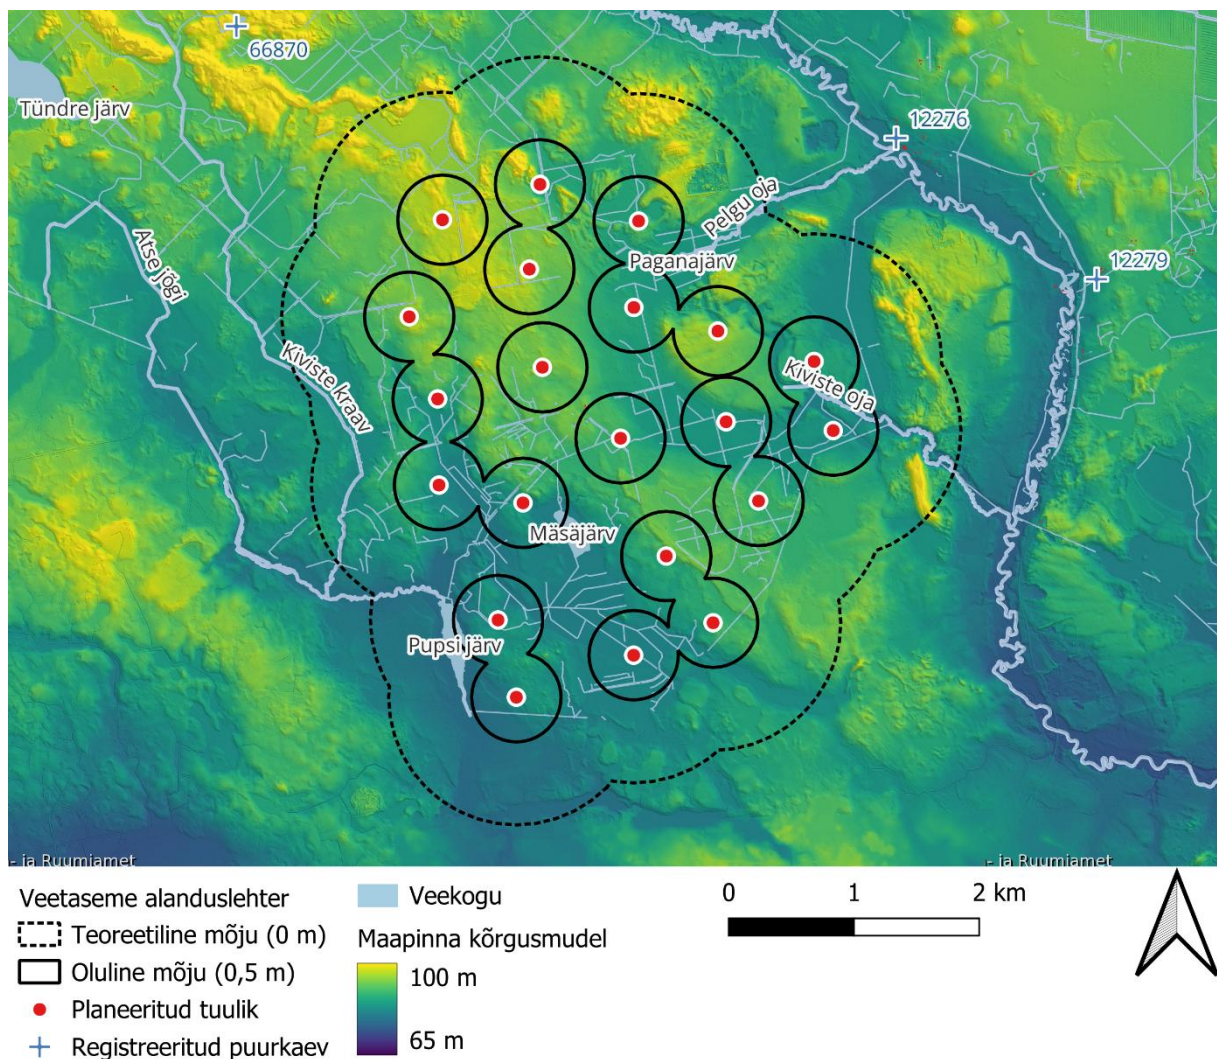 66870
12276
Tündre järv
Pelgu oja
Atse jõgi
Paganajärv
12279
Kiviste kraav
Kiviste oja
Mäsäjärv
Pupsi järv
- ja Ruumiamet
- ja Ruumiamet
Veetaseme alanduslehter
Teoreetiline mõju (0 m)
Oluline mõju (0,5 m)
Planeeritud tuulik
Registreeritud puurkaev
Veekogu
Maapinna kõrgusmudel
100 m
65 m
0 1 2 km